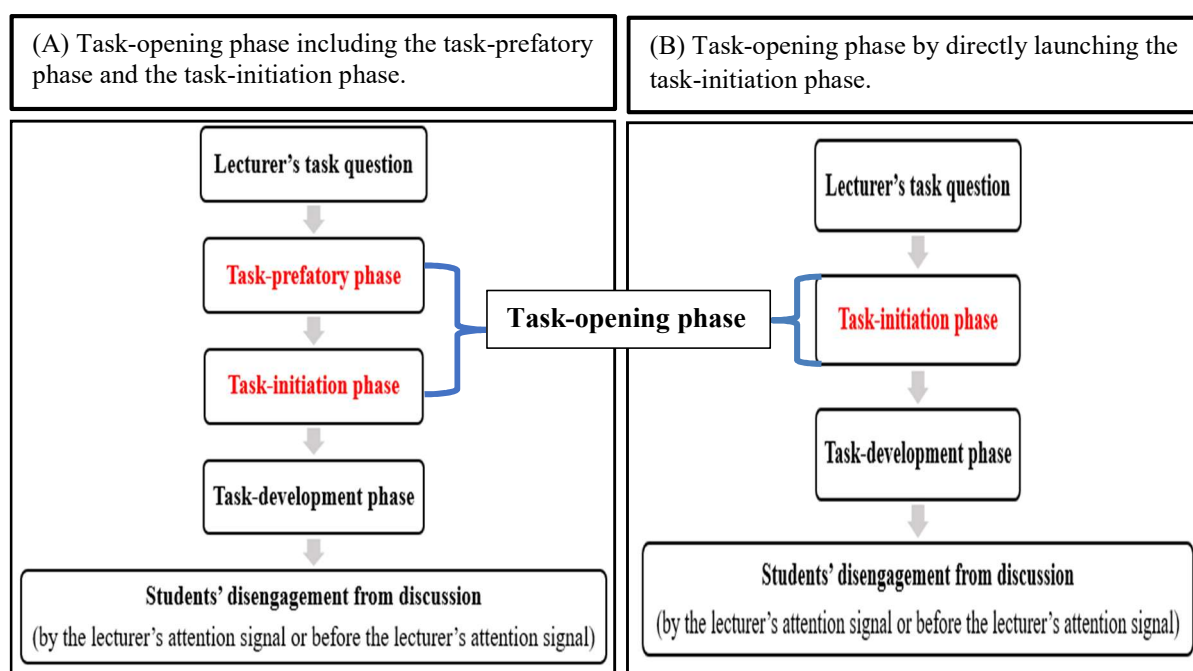 (A) Task-opening phase including the task-prefatory
phase and the task-initiation phase.
Lecturer’s task question
Task-prefatory phase
Task-initiation phase
Task-development phase
Students’ disengagement from discussion
(by the lecturer’s attention signal or before the lecturer’s attention signal)
Task-opening phase
(B) Task-opening phase by directly launching the
task-initiation phase.
Lecturer’s task question
Task-initiation phase
Task-development phase
Students’ disengagement from discussion
(by the lecturer’s attention signal or before the lecturer’s attention signal)